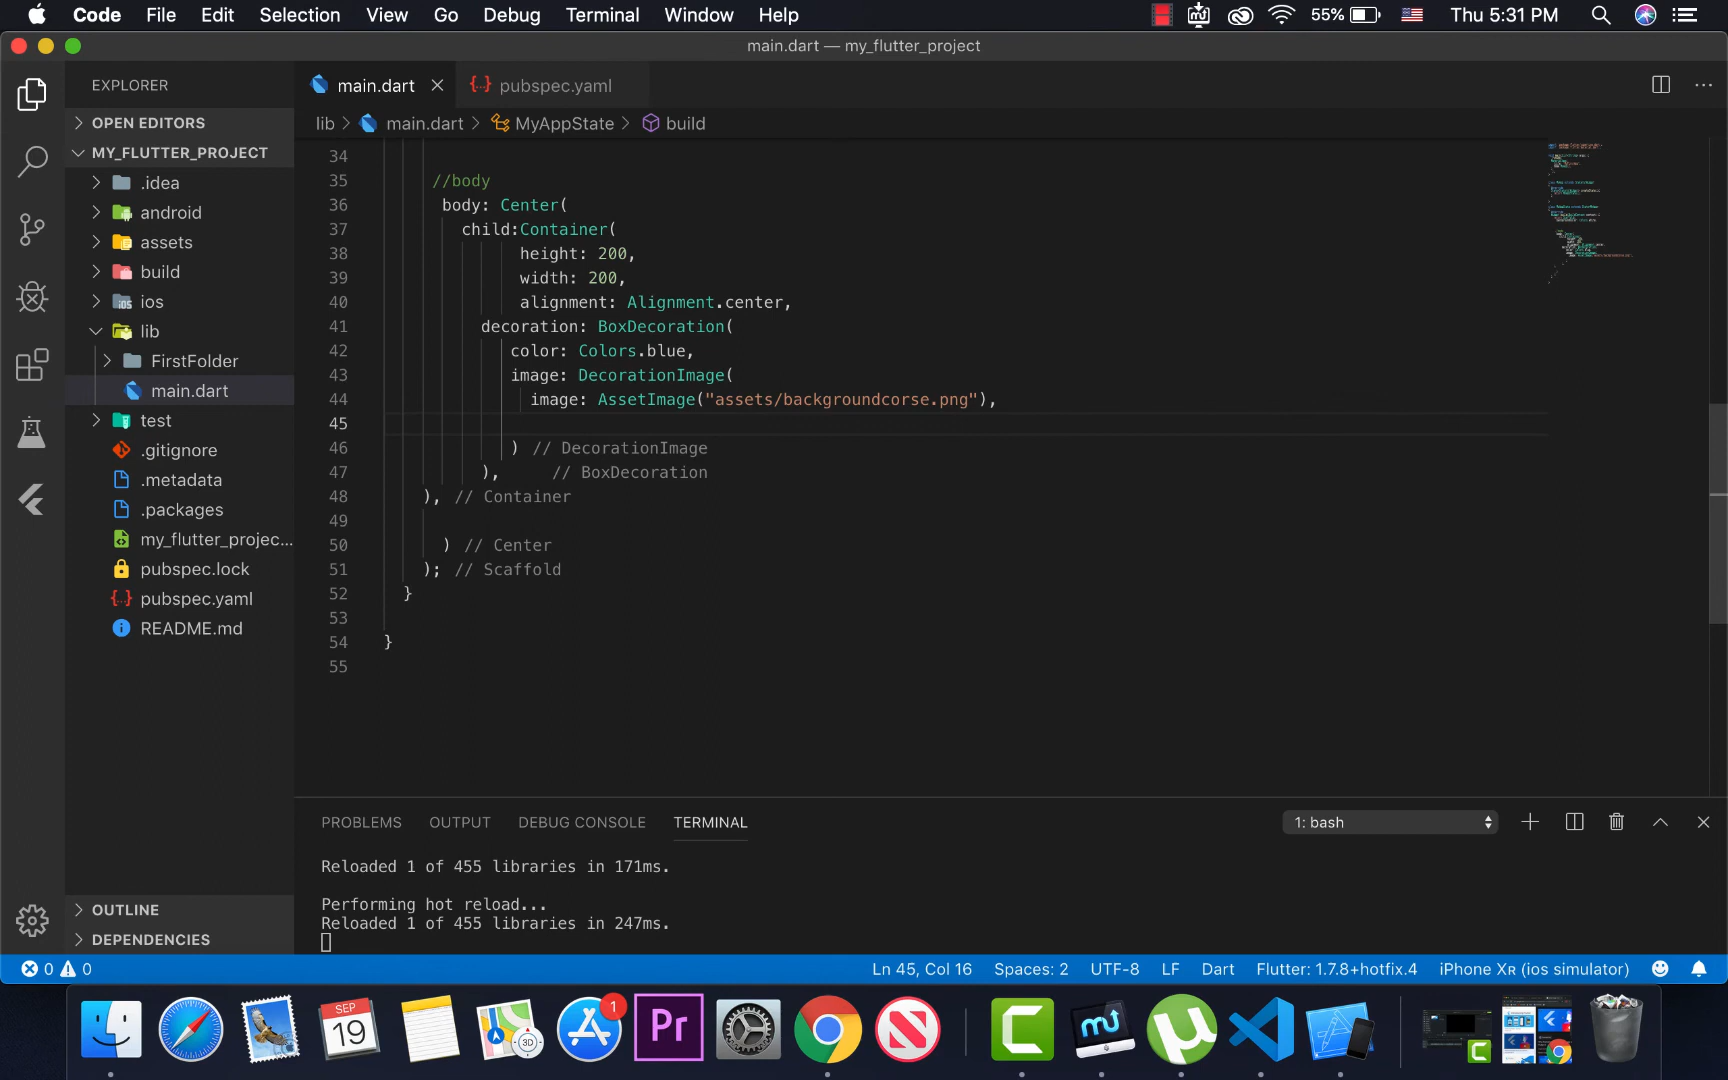 Code File Edit Selection View Go Debug Terminal Window Help 55% Thu 5:31 PM
main.dart — my_flutter_project
EXPLORER
OPEN EDITORS
MY_FLUTTER_PROJECT
.idea
android
assets
build
ios
lib
FirstFolder
main.dart
test
.gitignore
.metadata
.packages
my_flutter_projec...
pubspec.lock
pubspec.yaml
README.md
OUTLINE
DEPENDENCIES
main.dart pubspec.yaml
lib > main.dart > MyAppState > build
34
35 //body
36 body: Center(
37 child:Container(
38 height: 200,
39 width: 200,
40 alignment: Alignment.center,
41 decoration: BoxDecoration(
42 color: Colors.blue,
43 image: DecorationImage(
44 image: AssetImage("assets/backgroundcorse.png"),
45
46 ) // DecorationImage
47 ), // BoxDecoration
48 ), // Container
49
50 ) // Center
51 ); // Scaffold
52 }
53
54 }
55
PROBLEMS OUTPUT DEBUG CONSOLE TERMINAL 1: bash
Reloaded 1 of 455 libraries in 171ms.
Performing hot reload...
Reloaded 1 of 455 libraries in 247ms.
0 0 Ln 45, Col 16 Spaces: 2 UTF-8 LF Dart Flutter: 1.7.8+hotfix.4 iPhone XR (ios simulator)
SEP
19
3D
1
Pr